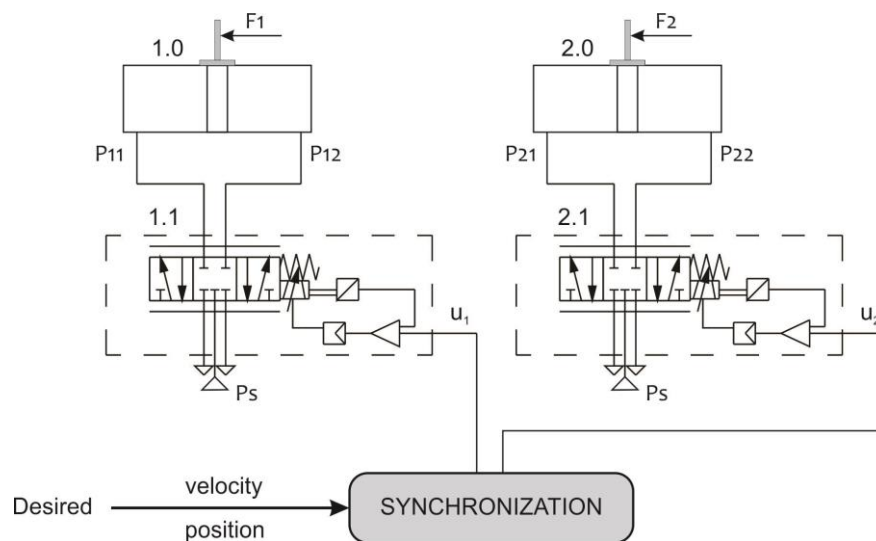 F1
F2
1.0
2.0
P11
P12
P21
P22
1.1
2.1
u₁
u₂
Ps
Ps
velocity
Desired
position
SYNCHRONIZATION